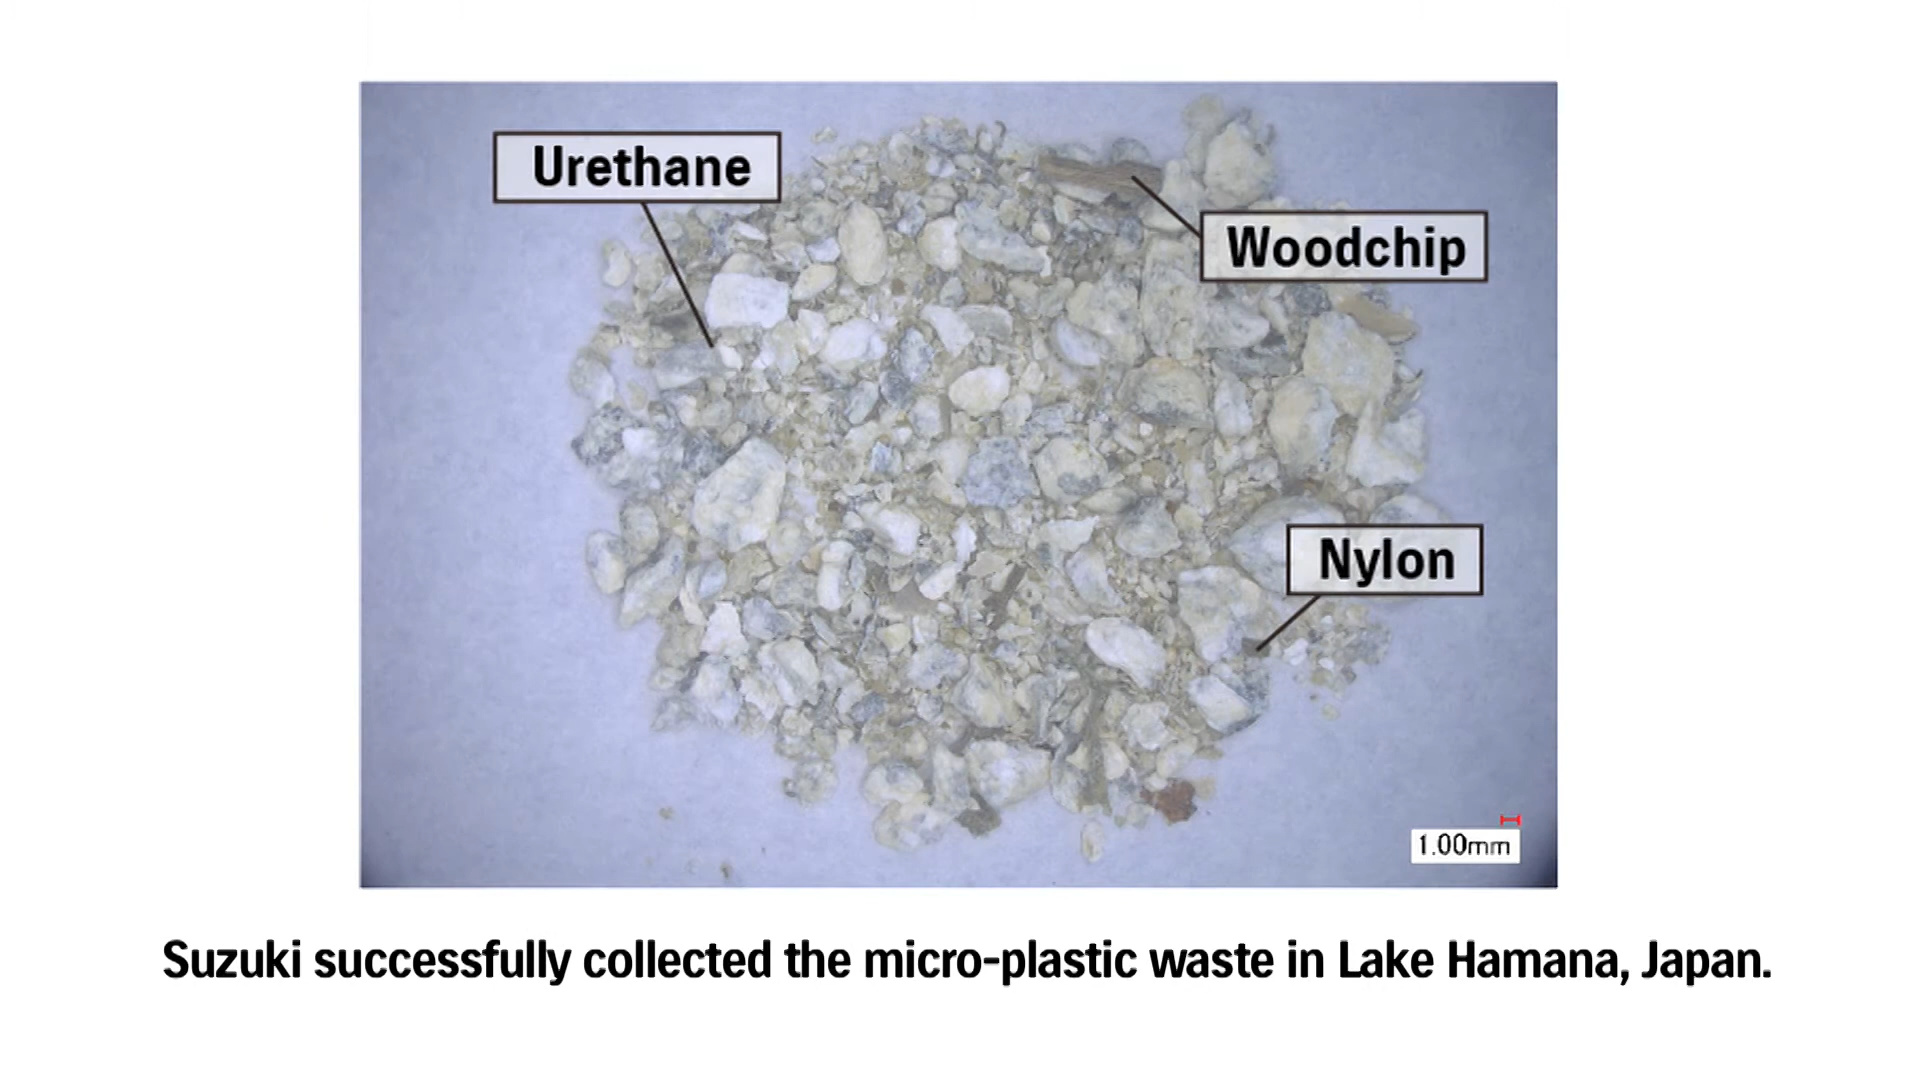 Urethane
Woodchip
Nylon
1.00mm
Suzuki successfully collected the micro-plastic waste in Lake Hamana, Japan.